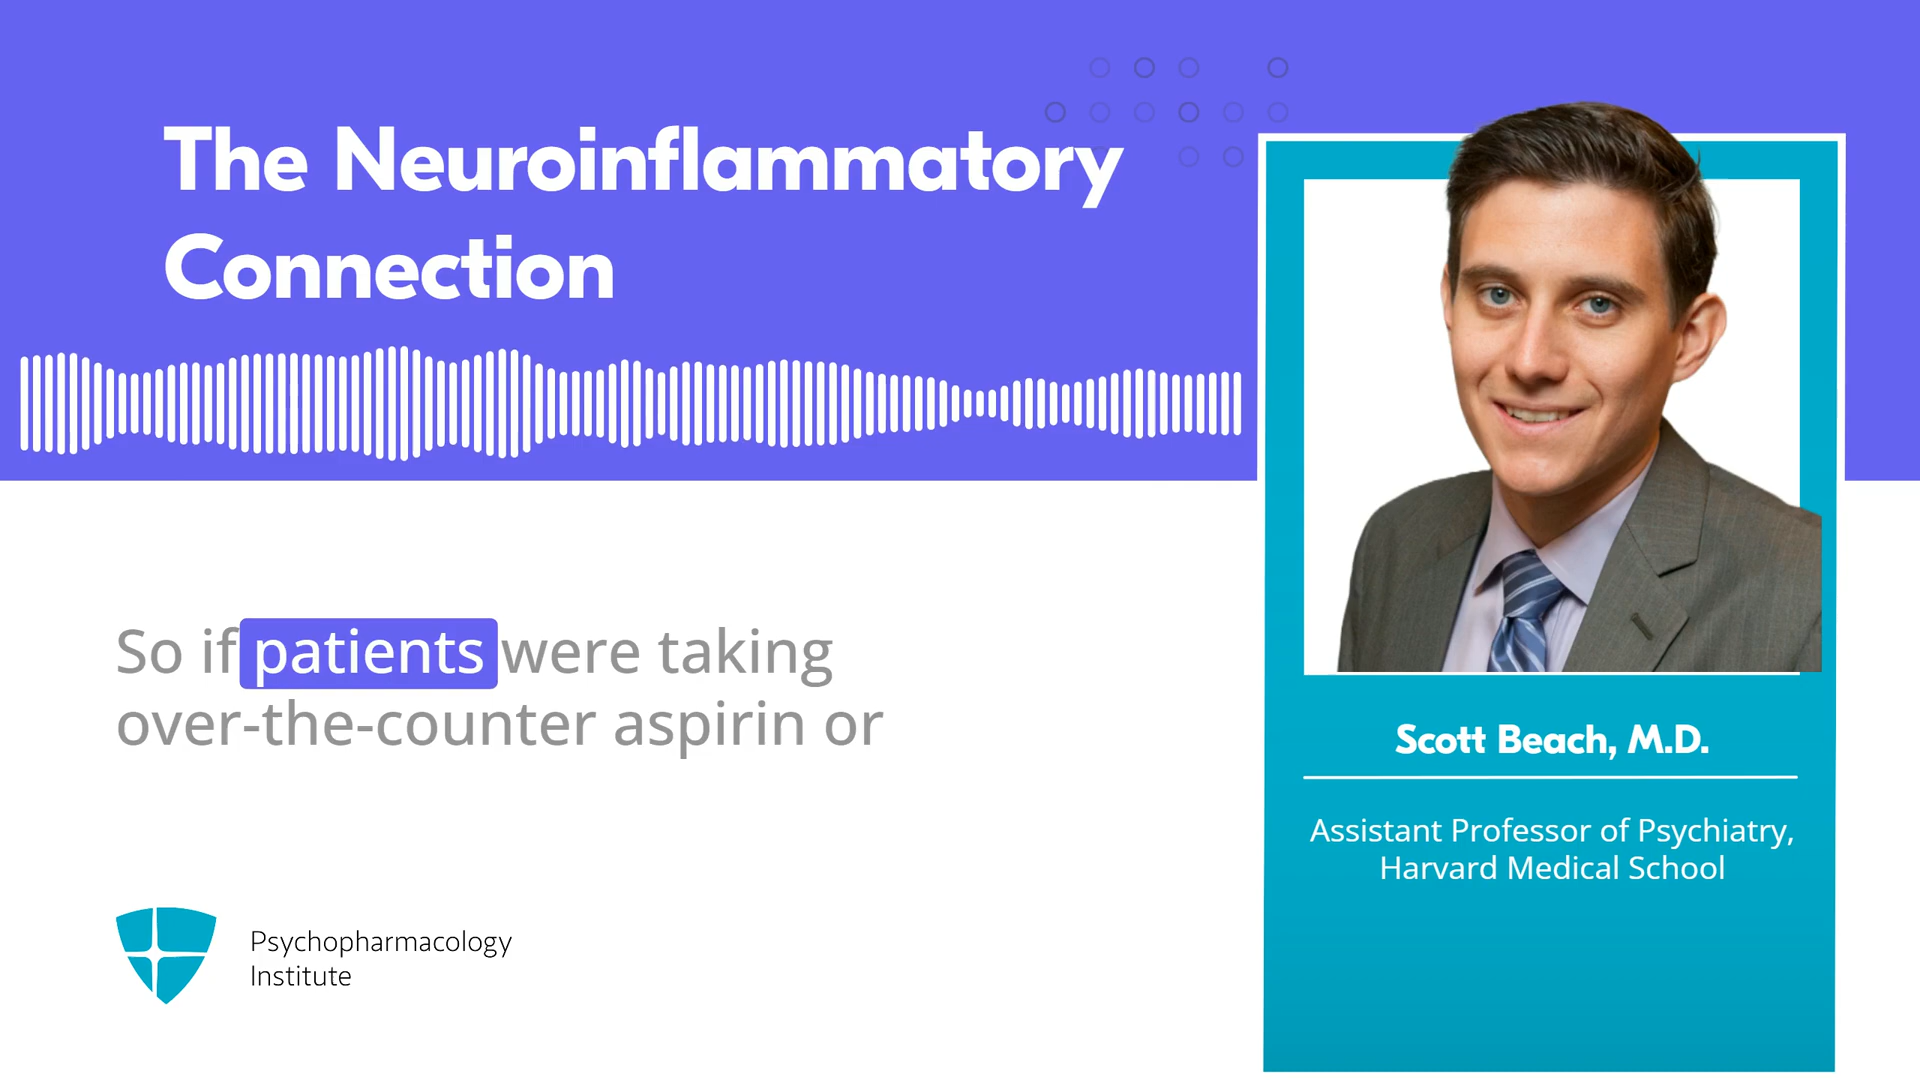 The Neuroinflammatory
Connection
So if patients were taking
over-the-counter aspirin or
Scott Beach, M.D.
Assistant Professor of Psychiatry,
Harvard Medical School
Psychopharmacology
Institute